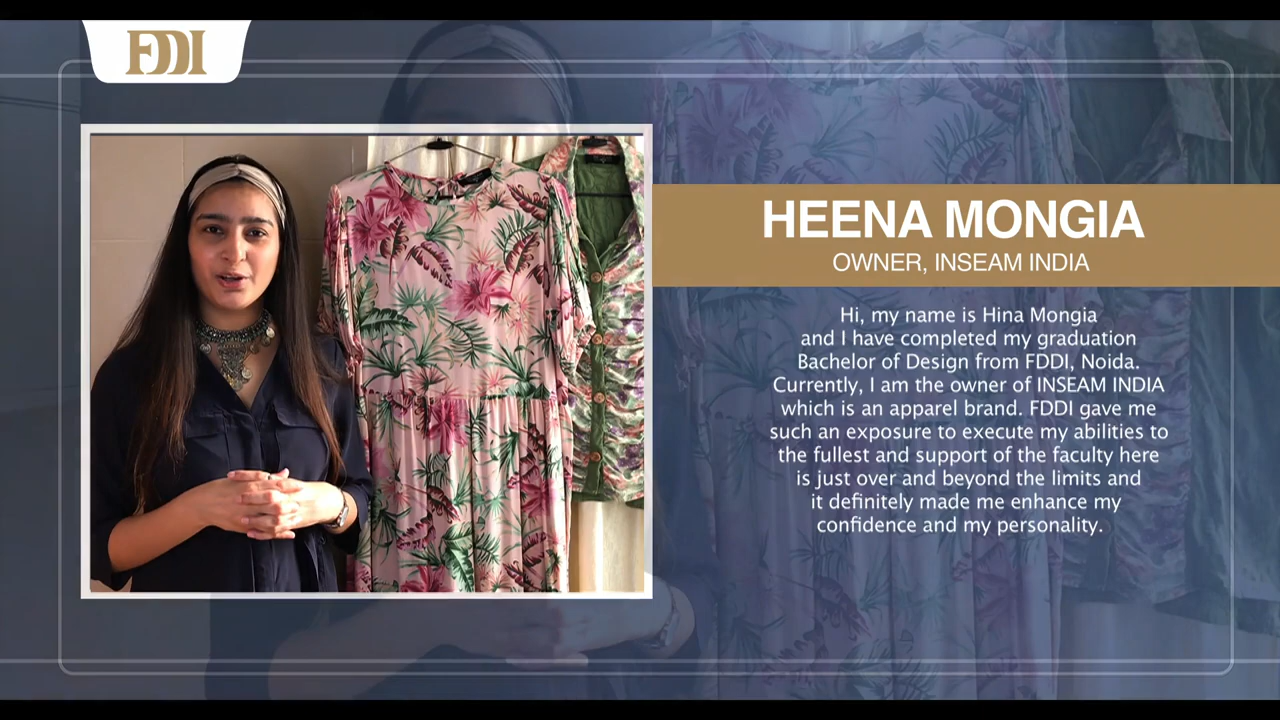 FDDI
HEENA MONGIA
OWNER, INSEAM INDIA
Hi, my name is Hina Mongia
and I have completed my graduation
Bachelor of Design from FDDI, Noida.
Currently, I am the owner of INSEAM INDIA
which is an apparel brand. FDDI gave me
such an exposure to execute my abilities to
the fullest and support of the faculty here
is just over and beyond the limits and
it definitely made me enhance my
confidence and my personality.